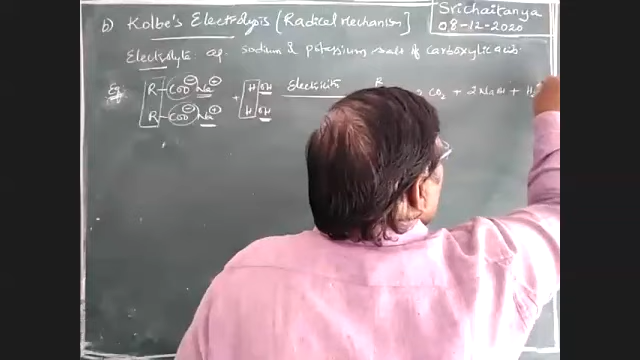 b) Kolbe's Electrolysis (Radical Mechanism)
Srichaitanya
08-12-2020
Electrolyte aq. sodium & potassium salts of carboxylic acids.
Eg R-COO⊖ Na⊕ + H OH Electricity R
R-COO⊖ Na⊕ H OH CO2 + 2NaOH + H2